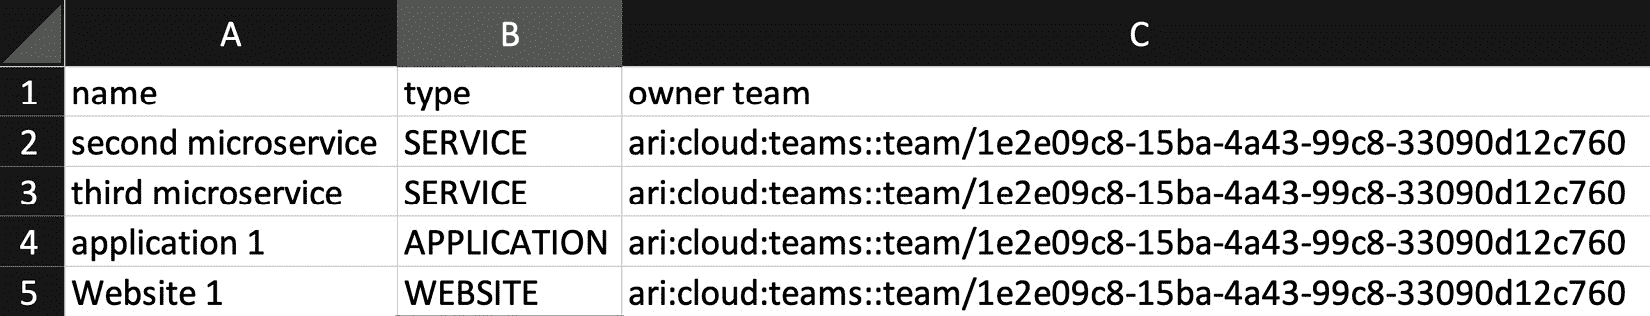 A B C
1 name type owner team
2 second microservice SERVICE ari:cloud:teams::team/1e2e09c8-15ba-4a43-99c8-33090d12c760
3 third microservice SERVICE ari:cloud:teams::team/1e2e09c8-15ba-4a43-99c8-33090d12c760
4 application 1 APPLICATION ari:cloud:teams::team/1e2e09c8-15ba-4a43-99c8-33090d12c760
5 Website 1 WEBSITE ari:cloud:teams::team/1e2e09c8-15ba-4a43-99c8-33090d12c760